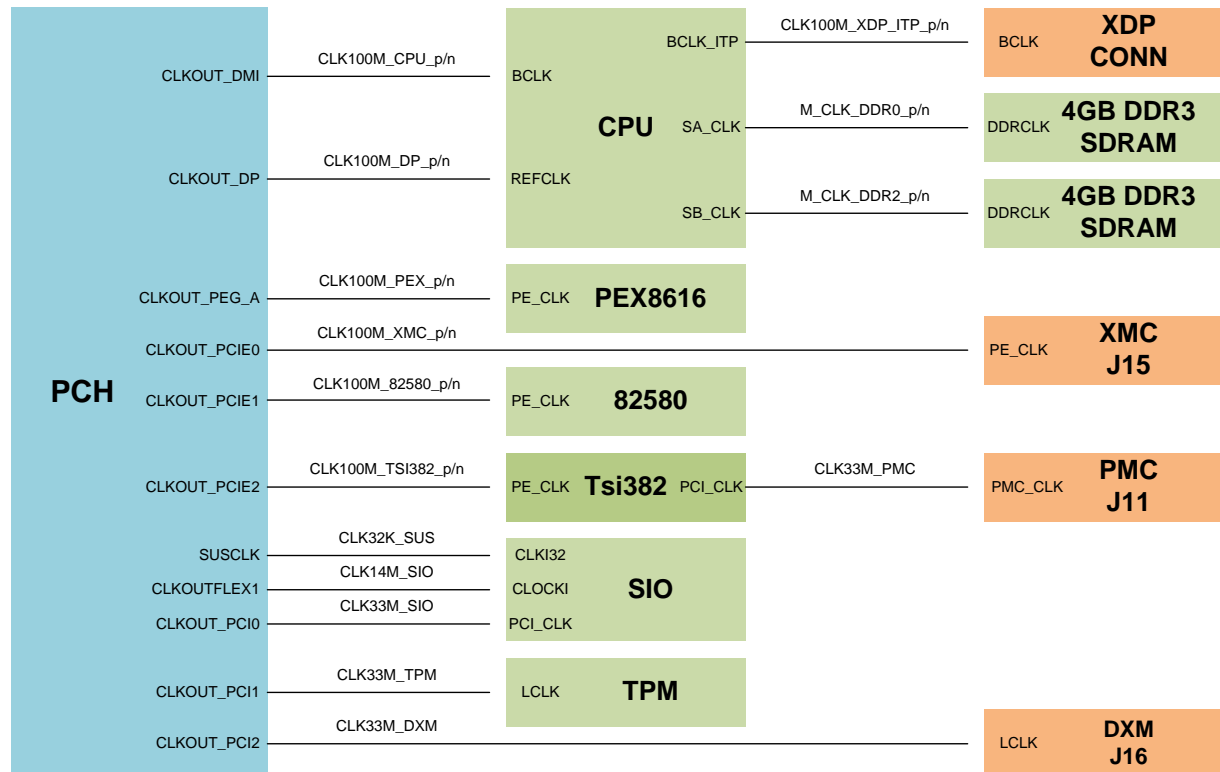 PCH
CLKOUT_DMI
CLK100M_CPU_p/n
BCLK
CLKOUT_DP
CLK100M_DP_p/n
REFCLK
CPU
BCLK_ITP
CLK100M_XDP_ITP_p/n
BCLK
XDP
CONN
SA_CLK
M_CLK_DDR0_p/n
DDRCLK
4GB DDR3
SDRAM
SB_CLK
M_CLK_DDR2_p/n
DDRCLK
4GB DDR3
SDRAM
CLKOUT_PEG_A
CLK100M_PEX_p/n
PE_CLK
PEX8616
CLKOUT_PCIE0
CLK100M_XMC_p/n
PE_CLK
XMC
J15
CLKOUT_PCIE1
CLK100M_82580_p/n
PE_CLK
82580
CLKOUT_PCIE2
CLK100M_TSI382_p/n
PE_CLK
Tsi382
PCI_CLK
CLK33M_PMC
PMC_CLK
PMC
J11
SUSCLK
CLK32K_SUS
CLKI32
CLKOUTFLEX1
CLK14M_SIO
CLOCKI
SIO
CLKOUT_PCI0
CLK33M_SIO
PCI_CLK
CLKOUT_PCI1
CLK33M_TPM
LCLK
TPM
CLKOUT_PCI2
CLK33M_DXM
LCLK
DXM
J16